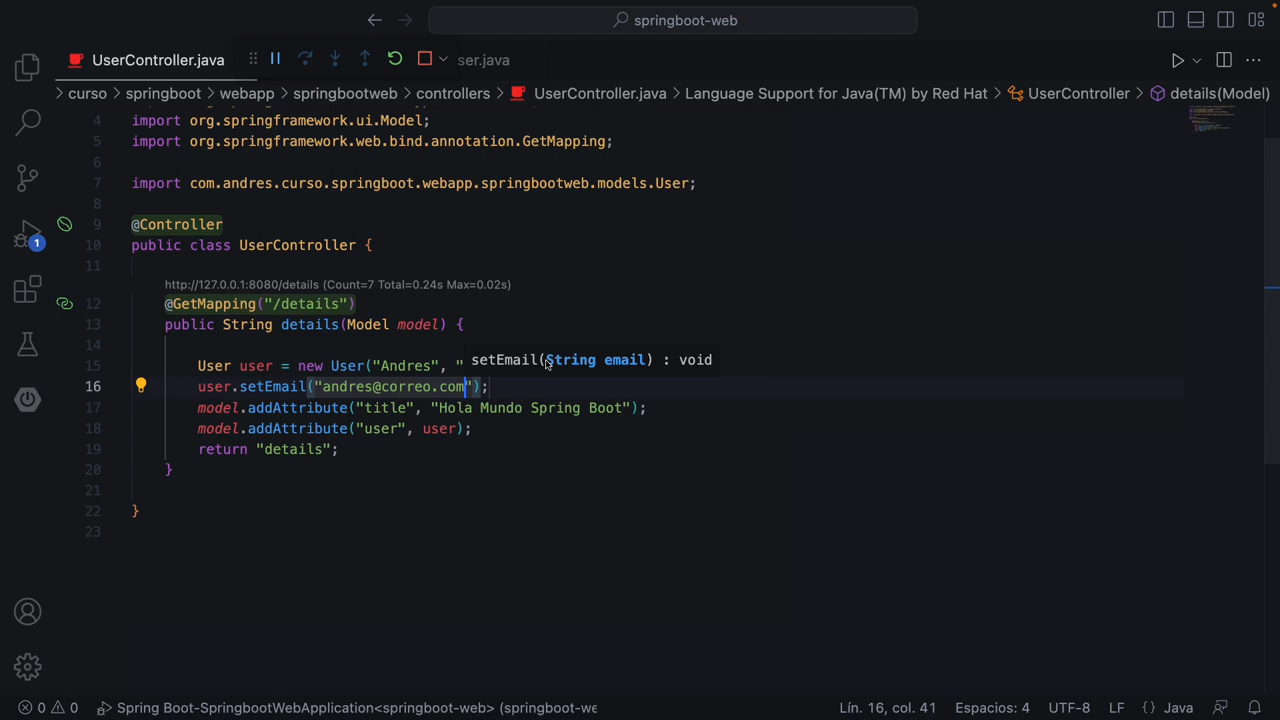 springboot-web
UserController.java
ser.java
curso > springboot > webapp > springbootweb > controllers > UserController.java > Language Support for Java(TM) by Red Hat > UserController > details(Model)
4 import org.springframework.ui.Model;
5 import org.springframework.web.bind.annotation.GetMapping;
6
7 import com.andres.curso.springboot.webapp.springbootweb.models.User;
8
9 @Controller
10 public class UserController {
11
http://127.0.0.1:8080/details (Count=7 Total=0.24s Max=0.02s)
12 @GetMapping("/details")
13 public String details(Model model) {
14
setEmail(String email) : void
15 User user = new User("Andres", "
16 user.setEmail("andres@correo.com");
17 model.addAttribute("title", "Hola Mundo Spring Boot");
18 model.addAttribute("user", user);
19 return "details";
20 }
21
22 }
23
1
0 0 Spring Boot-SpringbootWebApplication<springboot-web> (springboot-we Lín. 16, col. 41 Espacios: 4 UTF-8 LF {} Java